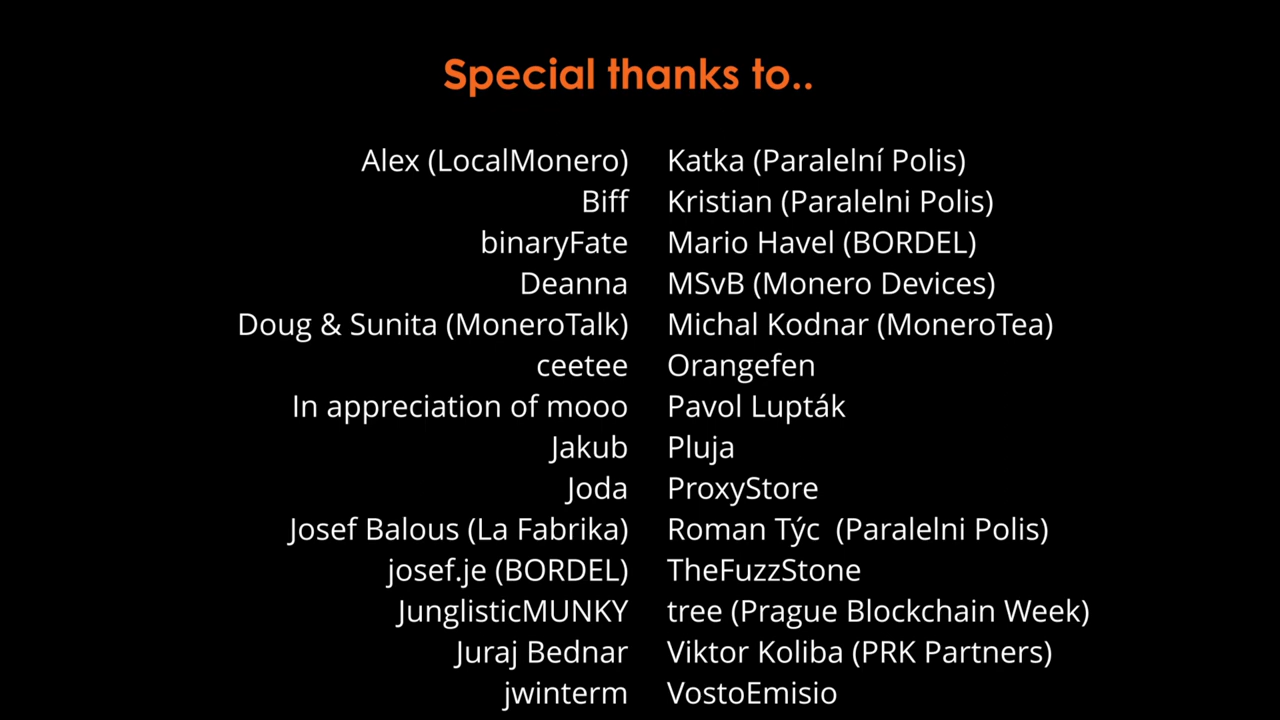 Special thanks to..
Alex (LocalMonero)
Biff
binaryFate
Deanna
Doug & Sunita (MoneroTalk)
ceetee
In appreciation of mooo
Jakub
Joda
Josef Balous (La Fabrika)
josef.je (BORDEL)
JunglisticMUNKY
Juraj Bednar
jwinterm
Katka (Paralelní Polis)
Kristian (Paralelni Polis)
Mario Havel (BORDEL)
MSvB (Monero Devices)
Michal Kodnar (MoneroTea)
Orangefen
Pavol Lupták
Pluja
ProxyStore
Roman Týc  (Paralelni Polis)
TheFuzzStone
tree (Prague Blockchain Week)
Viktor Koliba (PRK Partners)
VostoEmisio